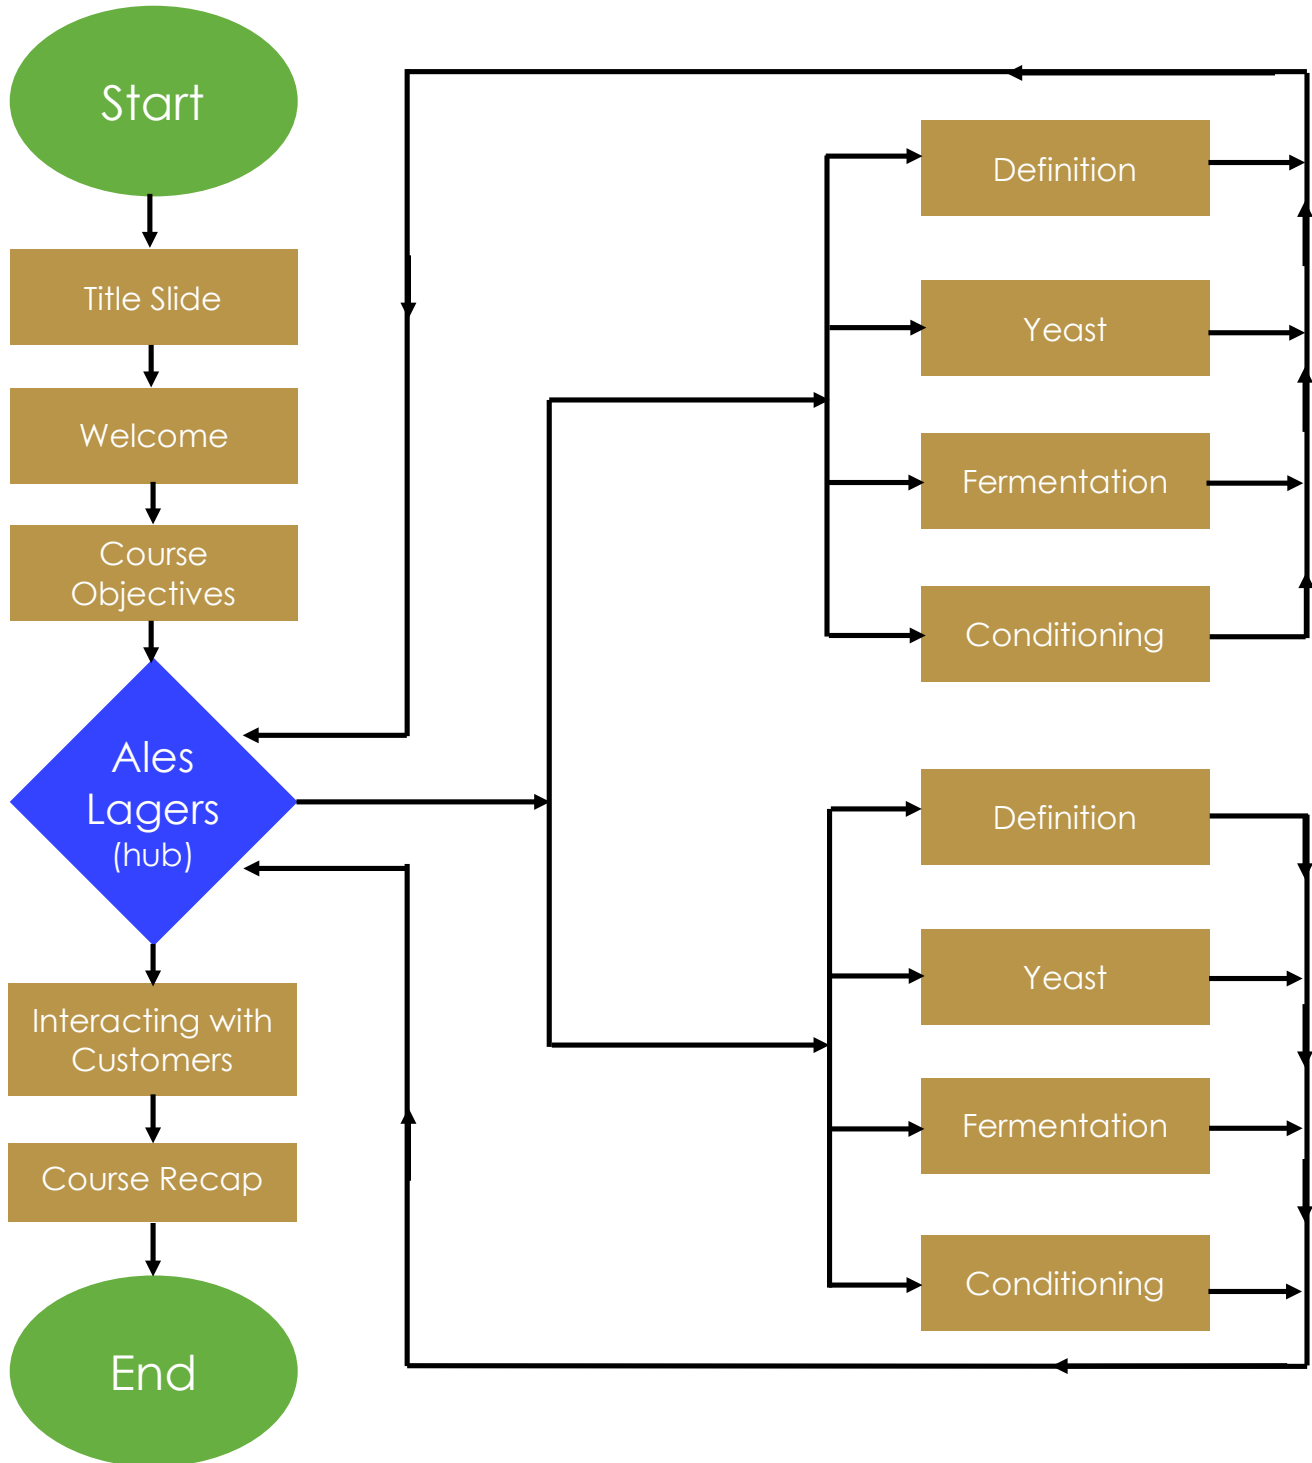 Start
Title Slide
Welcome
Course
Objectives
Ales
Lagers
(hub)
Interacting with
Customers
Course Recap
End
Definition
Yeast
Fermentation
Conditioning
Definition
Yeast
Fermentation
Conditioning